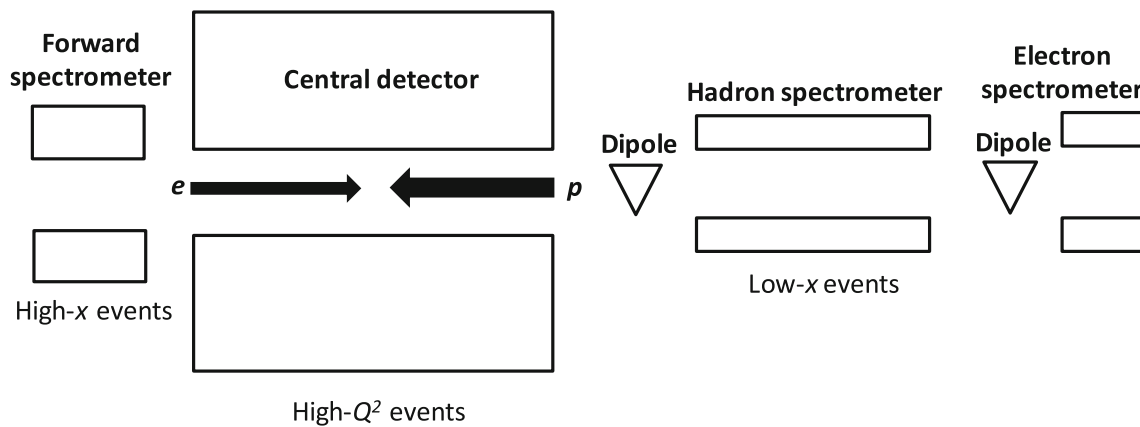 Forward
spectrometer
Central detector
Hadron spectrometer
Electron
spectrometer
Dipole
Dipole
e
p
High-x events
Low-x events
High-Q² events